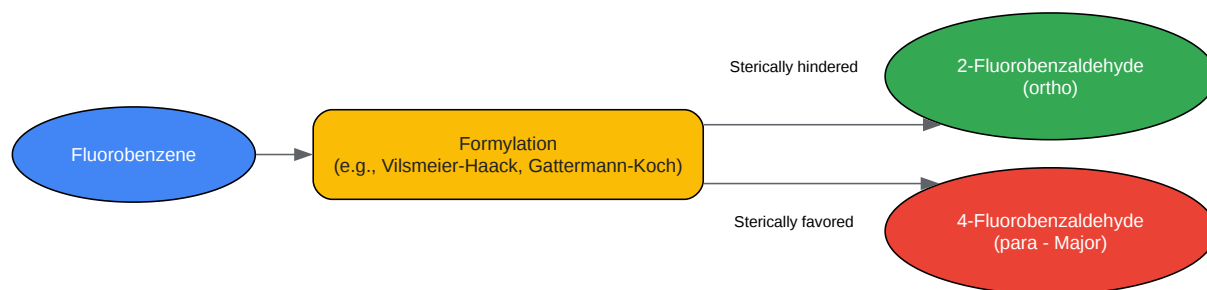 Fluorobenzene
Formylation
(e.g., Vilsmeier-Haack, Gattermann-Koch)
Sterically hindered
2-Fluorobenzaldehyde
(ortho)
Sterically favored
4-Fluorobenzaldehyde
(para - Major)